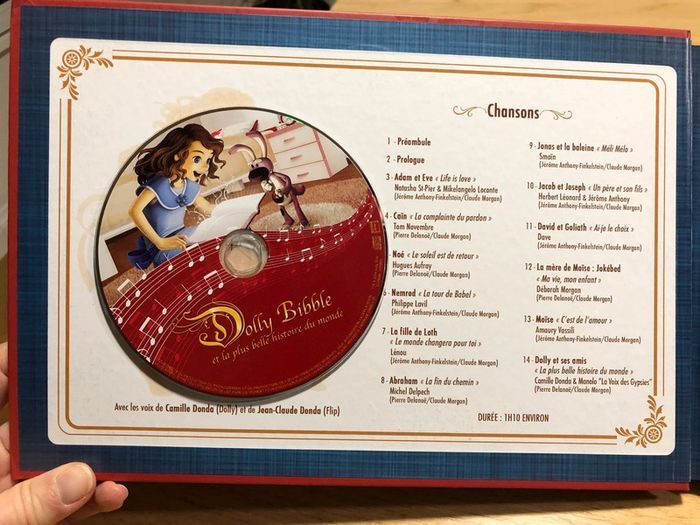 Chansons
1 - Préambule
2 - Prologue
3 - Adam et Eve « Life is love »
Natasha St-Pier & Mikelangelo Loconte
(Jérôme Anthony-Finkelstein/Claude Morgan)
4 - Caïn « La complainte du pardon »
Tom Novembre
(Pierre Delanoë/Claude Morgan)
Noé « Le soleil est de retour »
Hugues Aufray
(Pierre Delanoë/Claude Morgan)
6 - Nemrod « La tour de Babel »
Philippe Lavil
(Pierre Delanoë/Claude Morgan)
7 - La fille de Loth
« Le monde changera pour toi »
Lénou
(Jérôme Anthony-Finkelstein/Claude Morgan)
8 - Abraham « La fin du chemin »
Michel Delpech
(Pierre Delanoë/Claude Morgan)
9 - Jonas et la baleine « Méli Mélo »
Smaïn
(Jérôme Anthony-Finkelstein/Claude Morgan)
10 - Jacob et Joseph « Un père et son fils »
Herbert Léonard & Jérôme Anthony
(Jérôme Anthony-Finkelstein/Claude Morgan)
11 - David et Goliath « Ai-je le choix »
Dave
(Jérôme Anthony-Finkelstein/Claude Morgan)
12 - La mère de Moïse : Jokébed
« Ma vie, mon enfant »
Déborah Morgan
(Pierre Delanoë/Claude Morgan)
13 - Moïse « C'est de l'amour »
Amaury Vassili
(Jérôme Anthony-Finkelstein/Claude Morgan)
14 - Dolly et ses amis
« La plus belle histoire du monde »
Camille Donda & Manolo "La Voix des Gypsies"
(Pierre Delanoë/Claude Morgan)
DURÉE : 1H10 ENVIRON
Dolly Bibble
et la plus belle histoire du monde
Avec les voix de Camille Donda (Dolly) et de Jean-Claude Donda (Flip)